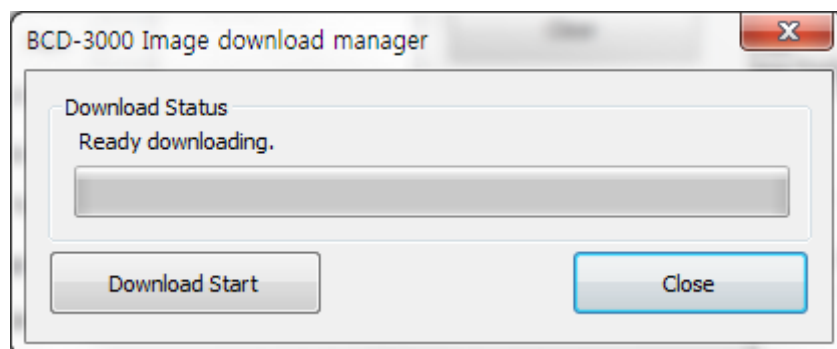 BCD-3000 Image download manager
Download Status
Ready downloading.
Download Start
Close